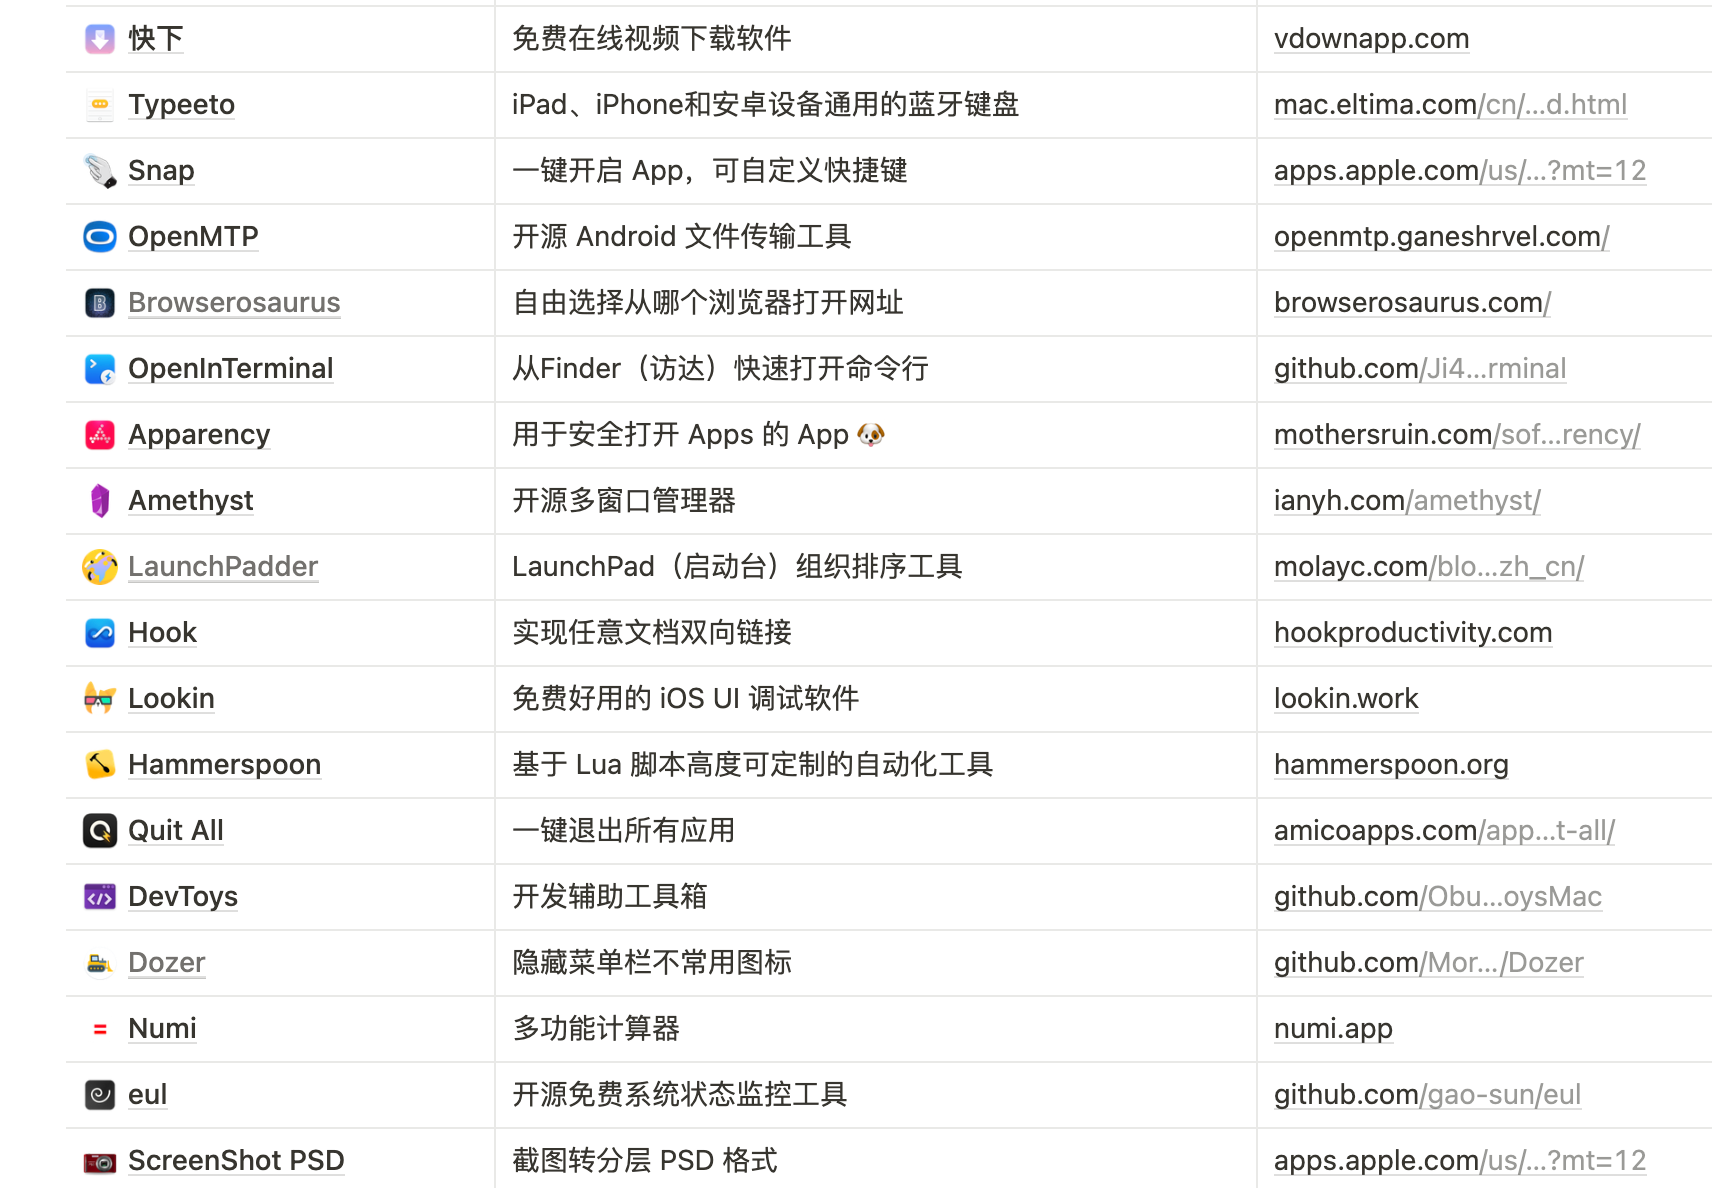 快下 免费在线视频下载软件 vdownapp.com
Typeeto iPad、iPhone和安卓设备通用的蓝牙键盘 mac.eltima.com/cn/...d.html
Snap 一键开启 App，可自定义快捷键 apps.apple.com/us/...?mt=12
OpenMTP 开源 Android 文件传输工具 openmtp.ganeshrvel.com/
Browserosaurus 自由选择从哪个浏览器打开网址 browserosaurus.com/
OpenInTerminal 从Finder（访达）快速打开命令行 github.com/Ji4...rminal
Apparency 用于安全打开 Apps 的 App 🐶 mothersruin.com/sof...rency/
Amethyst 开源多窗口管理器 ianyh.com/amethyst/
LaunchPadder LaunchPad（启动台）组织排序工具 molayc.com/blo...zh_cn/
Hook 实现任意文档双向链接 hookproductivity.com
Lookin 免费好用的 iOS UI 调试软件 lookin.work
Hammerspoon 基于 Lua 脚本高度可定制的自动化工具 hammerspoon.org
Quit All 一键退出所有应用 amicoapps.com/app...t-all/
DevToys 开发辅助工具箱 github.com/Obu...oysMac
Dozer 隐藏菜单栏不常用图标 github.com/Mor.../Dozer
Numi 多功能计算器 numi.app
eul 开源免费系统状态监控工具 github.com/gao-sun/eul
ScreenShot PSD 截图转分层 PSD 格式 apps.apple.com/us/...?mt=12